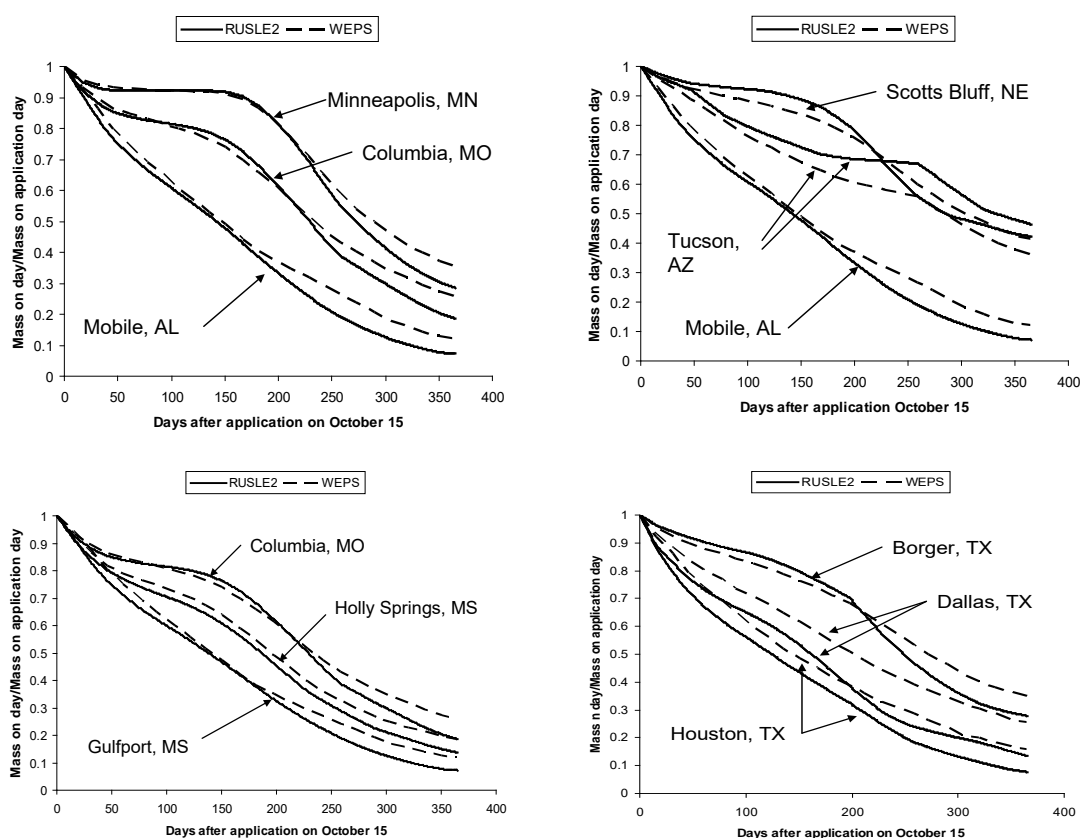 RUSLE2 WEPS
1
0.9
0.8
0.7
0.6
0.5
0.4
0.3
0.2
0.1
0
Mass on day/Mass on application day
Minneapolis, MN
Columbia, MO
Mobile, AL
0 50 100 150 200 250 300 350 400
Days after application on October 15
RUSLE2 WEPS
1
0.9
0.8
0.7
0.6
0.5
0.4
0.3
0.2
0.1
0
Mass on day/Mass on application day
Scotts Bluff, NE
Tucson,
AZ
Mobile, AL
0 50 100 150 200 250 300 350 400
Days after application October 15
RUSLE2 WEPS
1
0.9
0.8
0.7
0.6
0.5
0.4
0.3
0.2
0.1
0
Mass on day/Mass on application day
Columbia, MO
Holly Springs, MS
Gulfport, MS
0 50 100 150 200 250 300 350 400
Days after application on October 15
RUSLE2 WEPS
1
0.9
0.8
0.7
0.6
0.5
0.4
0.3
0.2
0.1
0
Mass n day/Mass on application day
Borger, TX
Dallas, TX
Houston, TX
0 100 200 300 400
Days after application on October 15